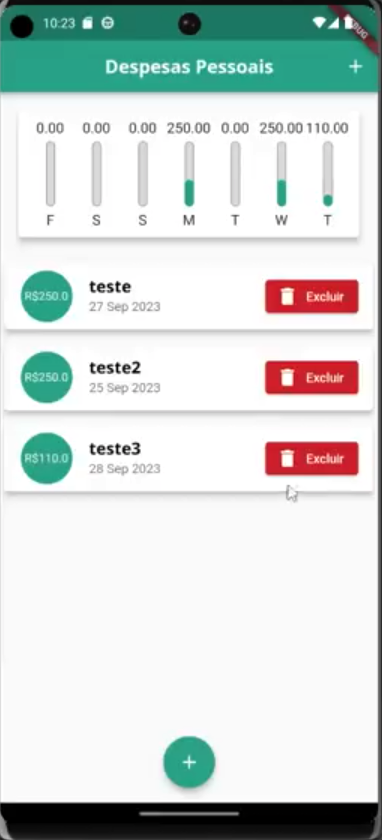 10:23
BUG
Despesas Pessoais +
0.00 0.00 0.00 250.00 0.00 250.00 110.00
F S S M T W T
R$250.0 teste Excluir
27 Sep 2023
R$250.0 teste2 Excluir
25 Sep 2023
R$110.0 teste3 Excluir
28 Sep 2023
+